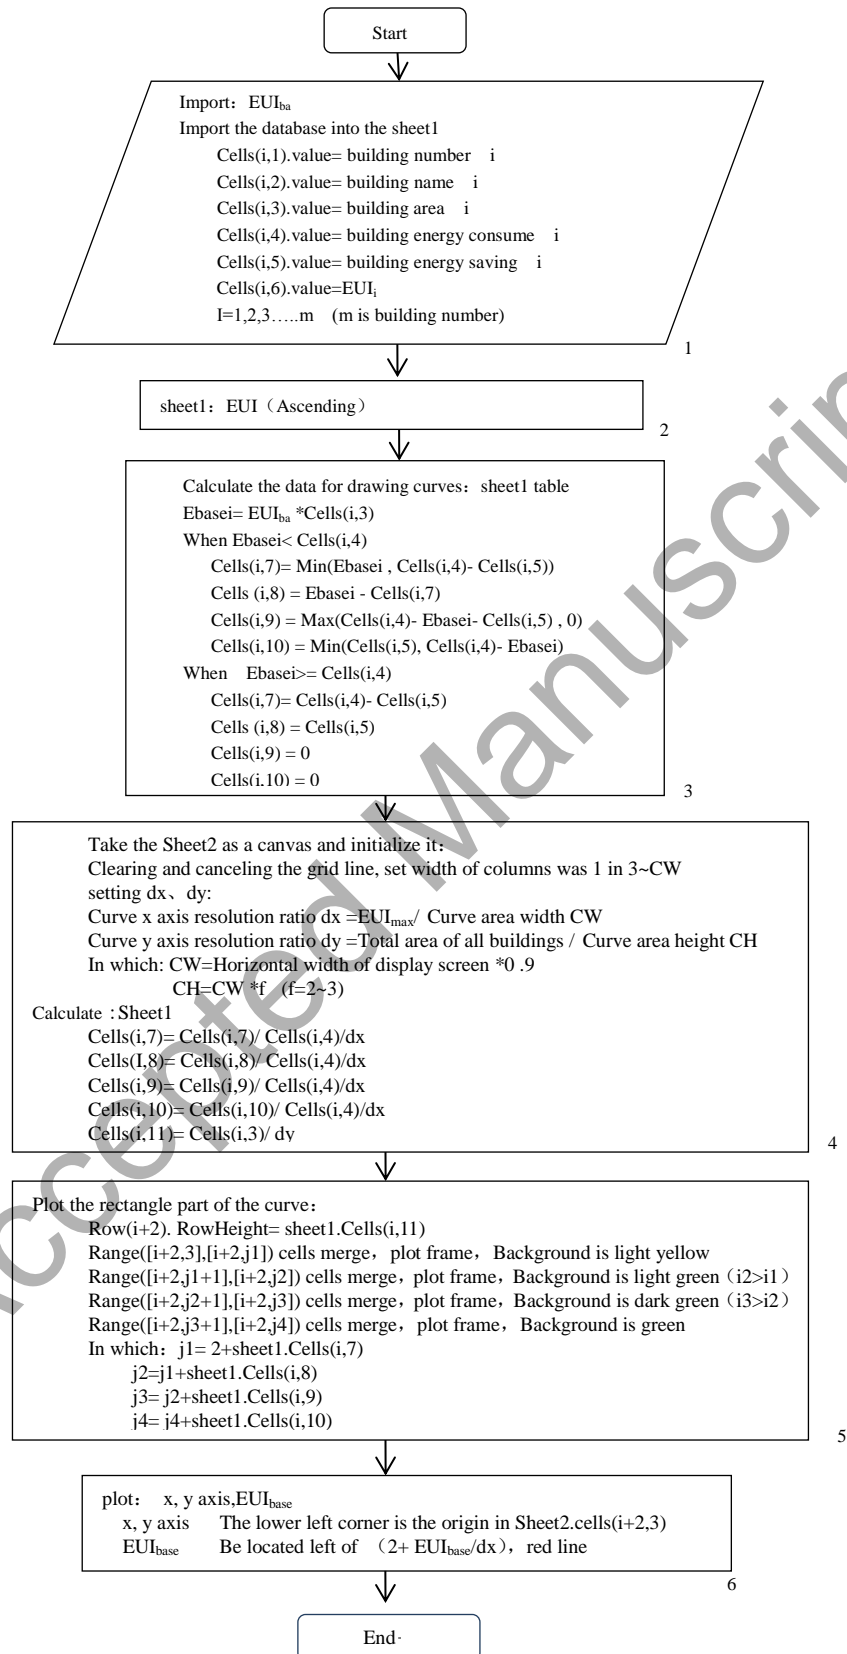 Start
Import：EUIba
Import the database into the sheet1
Cells(i,1).value= building number i
Cells(i,2).value= building name i
Cells(i,3).value= building area i
Cells(i,4).value= building energy consume i
Cells(i,5).value= building energy saving i
Cells(i,6).value=EUIi
I=1,2,3…..m (m is building number)
1
sheet1：EUI（Ascending）
2
Calculate the data for drawing curves：sheet1 table
Ebasei= EUIba *Cells(i,3)
When Ebasei< Cells(i,4)
Cells(i,7)= Min(Ebasei , Cells(i,4)- Cells(i,5))
Cells (i,8) = Ebasei - Cells(i,7)
Cells(i,9) = Max(Cells(i,4)- Ebasei- Cells(i,5) , 0)
Cells(i,10) = Min(Cells(i,5), Cells(i,4)- Ebasei)
When Ebasei>= Cells(i,4)
Cells(i,7)= Cells(i,4)- Cells(i,5)
Cells (i,8) = Cells(i,5)
Cells(i,9) = 0
Cells(i,10) = 0
3
Take the Sheet2 as a canvas and initialize it:
Clearing and canceling the grid line, set width of columns was 1 in 3~CW
setting dx、dy:
Curve x axis resolution ratio dx =EUImax/ Curve area width CW
Curve y axis resolution ratio dy =Total area of all buildings / Curve area height CH
In which: CW=Horizontal width of display screen *0 .9
CH=CW *f (f=2~3)
Calculate :Sheet1
Cells(i,7)= Cells(i,7)/ Cells(i,4)/dx
Cells(I,8)= Cells(i,8)/ Cells(i,4)/dx
Cells(i,9)= Cells(i,9)/ Cells(i,4)/dx
Cells(i,10)= Cells(i,10)/ Cells(i,4)/dx
Cells(i,11)= Cells(i,3)/ dy
4
Plot the rectangle part of the curve：
Row(i+2). RowHeight= sheet1.Cells(i,11)
Range([i+2,3],[i+2,j1]) cells merge，plot frame，Background is light yellow
Range([i+2,j1+1],[i+2,j2]) cells merge，plot frame，Background is light green（i2>i1）
Range([i+2,j2+1],[i+2,j3]) cells merge，plot frame，Background is dark green（i3>i2）
Range([i+2,j3+1],[i+2,j4]) cells merge，plot frame，Background is green
In which：j1= 2+sheet1.Cells(i,7)
j2=j1+sheet1.Cells(i,8)
j3= j2+sheet1.Cells(i,9)
j4= j4+sheet1.Cells(i,10)
5
plot： x, y axis,EUIbase
x, y axis The lower left corner is the origin in Sheet2.cells(i+2,3)
EUIbase Be located left of （2+ EUIbase/dx），red line
6
End
Accepted Manuscrip